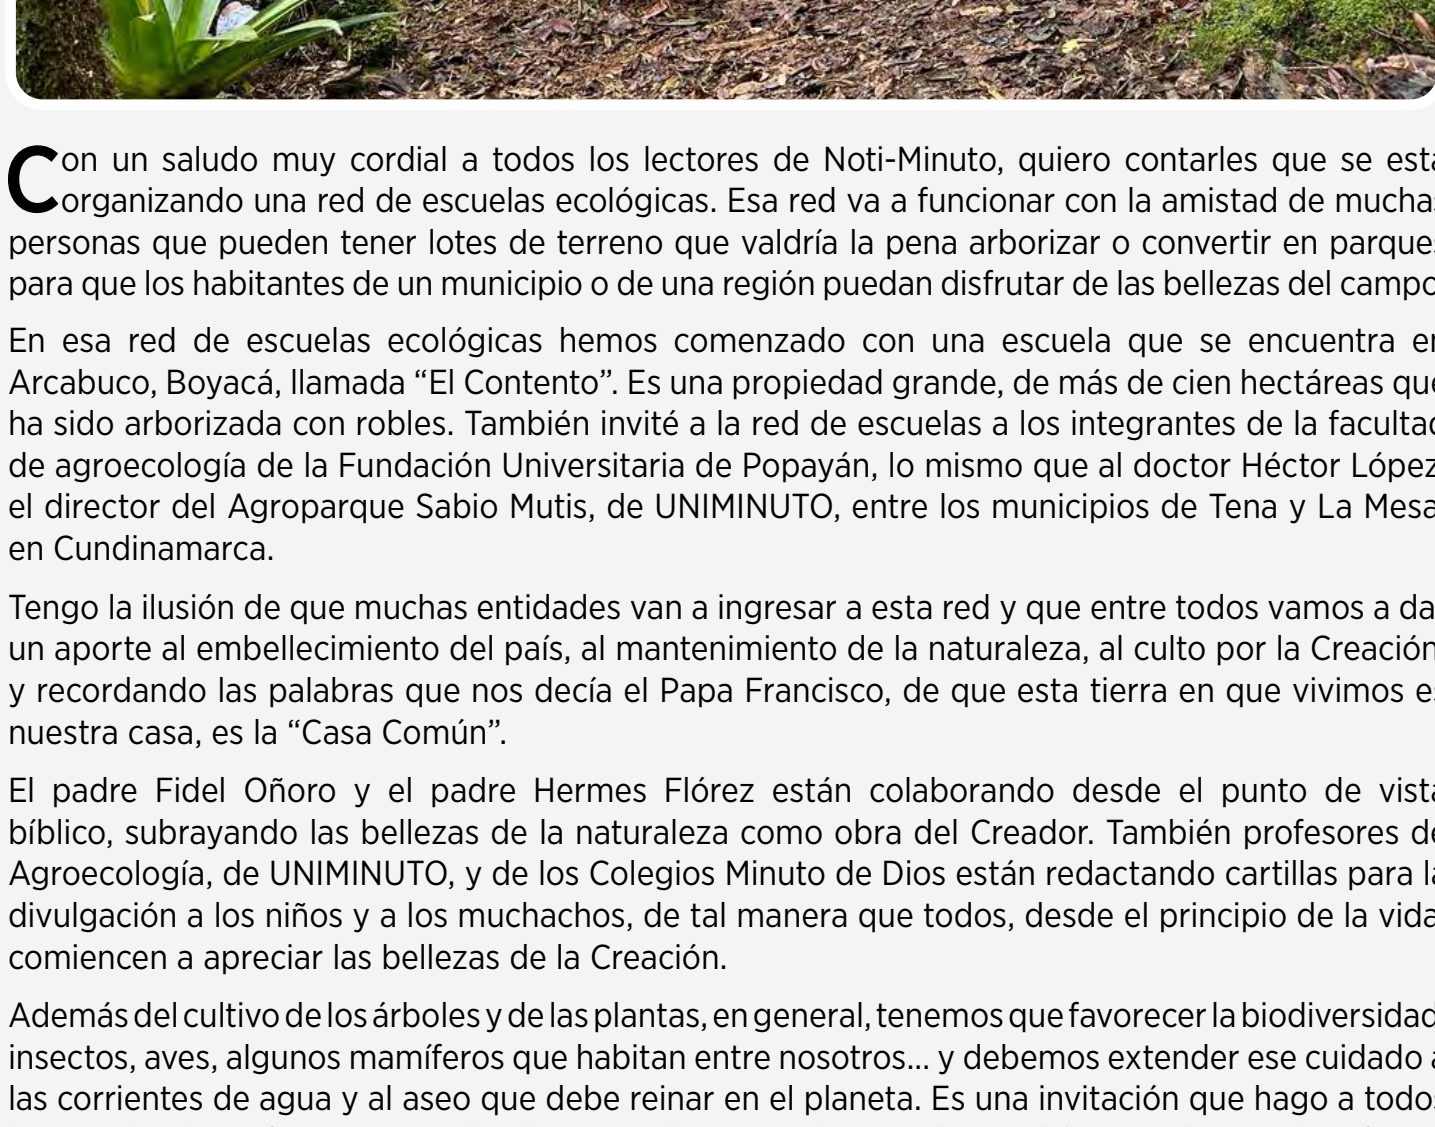 Con un saludo muy cordial a todos los lectores de Noti-Minuto, quiero contarles que se está
organizando una red de escuelas ecológicas. Esa red va a funcionar con la amistad de muchas
personas que pueden tener lotes de terreno que valdría la pena arborizar o convertir en parques
para que los habitantes de un municipio o de una región puedan disfrutar de las bellezas del campo
En esa red de escuelas ecológicas hemos comenzado con una escuela que se encuentra en
Arcabuco, Boyacá, llamada “El Contento”. Es una propiedad grande, de más de cien hectáreas que
ha sido arborizada con robles. También invité a la red de escuelas a los integrantes de la facultad
de agroecología de la Fundación Universitaria de Popayán, lo mismo que al doctor Héctor López
el director del Agroparque Sabio Mutis, de UNIMINUTO, entre los municipios de Tena y La Mesa
en Cundinamarca.
Tengo la ilusión de que muchas entidades van a ingresar a esta red y que entre todos vamos a dar
un aporte al embellecimiento del país, al mantenimiento de la naturaleza, al culto por la Creación
y recordando las palabras que nos decía el Papa Francisco, de que esta tierra en que vivimos es
nuestra casa, es la “Casa Común”.
El padre Fidel Oñoro y el padre Hermes Flórez están colaborando desde el punto de vista
bíblico, subrayando las bellezas de la naturaleza como obra del Creador. También profesores de
Agroecología, de UNIMINUTO, y de los Colegios Minuto de Dios están redactando cartillas para la
divulgación a los niños y a los muchachos, de tal manera que todos, desde el principio de la vida
comiencen a apreciar las bellezas de la Creación.
Además del cultivo de los árboles y de las plantas, en general, tenemos que favorecer la biodiversidad
insectos, aves, algunos mamíferos que habitan entre nosotros... y debemos extender ese cuidado a
las corrientes de agua y al aseo que debe reinar en el planeta. Es una invitación que hago a todos